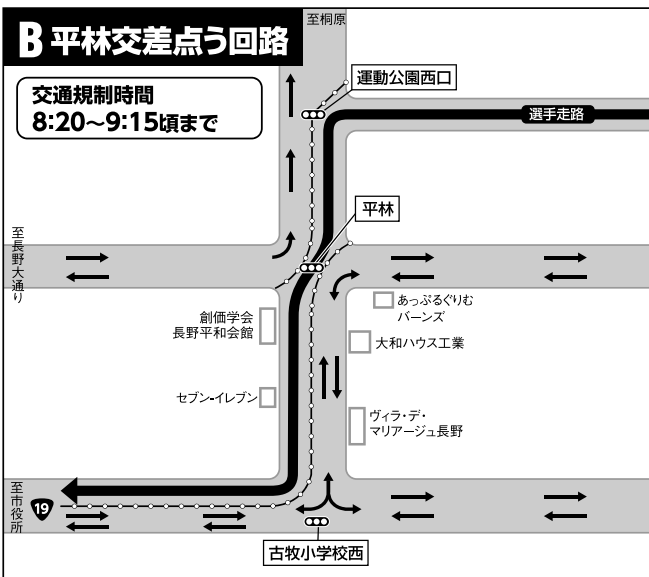 至桐原
B 平林交差点う回路
交通規制時間
8:20〜9:15頃まで
運動公園西口
選手走路
平林
至長野大通り
あっぷるぐりむ
バーンズ
創価学会
長野平和会館
大和ハウス工業
セブン-イレブン
ヴィラ・デ・
マリアージュ長野
至市役所
19
古牧小学校西